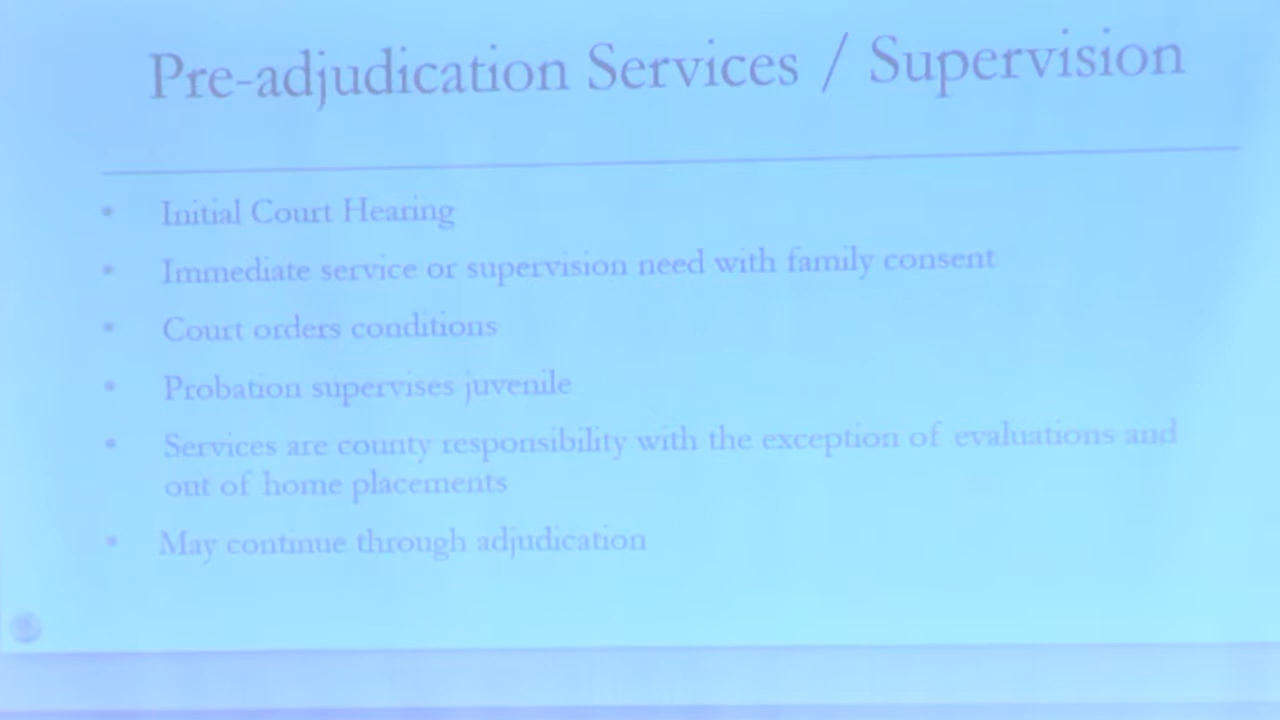 Pre-adjudication Services / Supervision
• Initial Court Hearing
• Immediate service or supervision need with family consent
• Court orders conditions
• Probation supervises juvenile
• Services are county responsibility with the exception of evaluations and
out of home placements
• May continue through adjudication